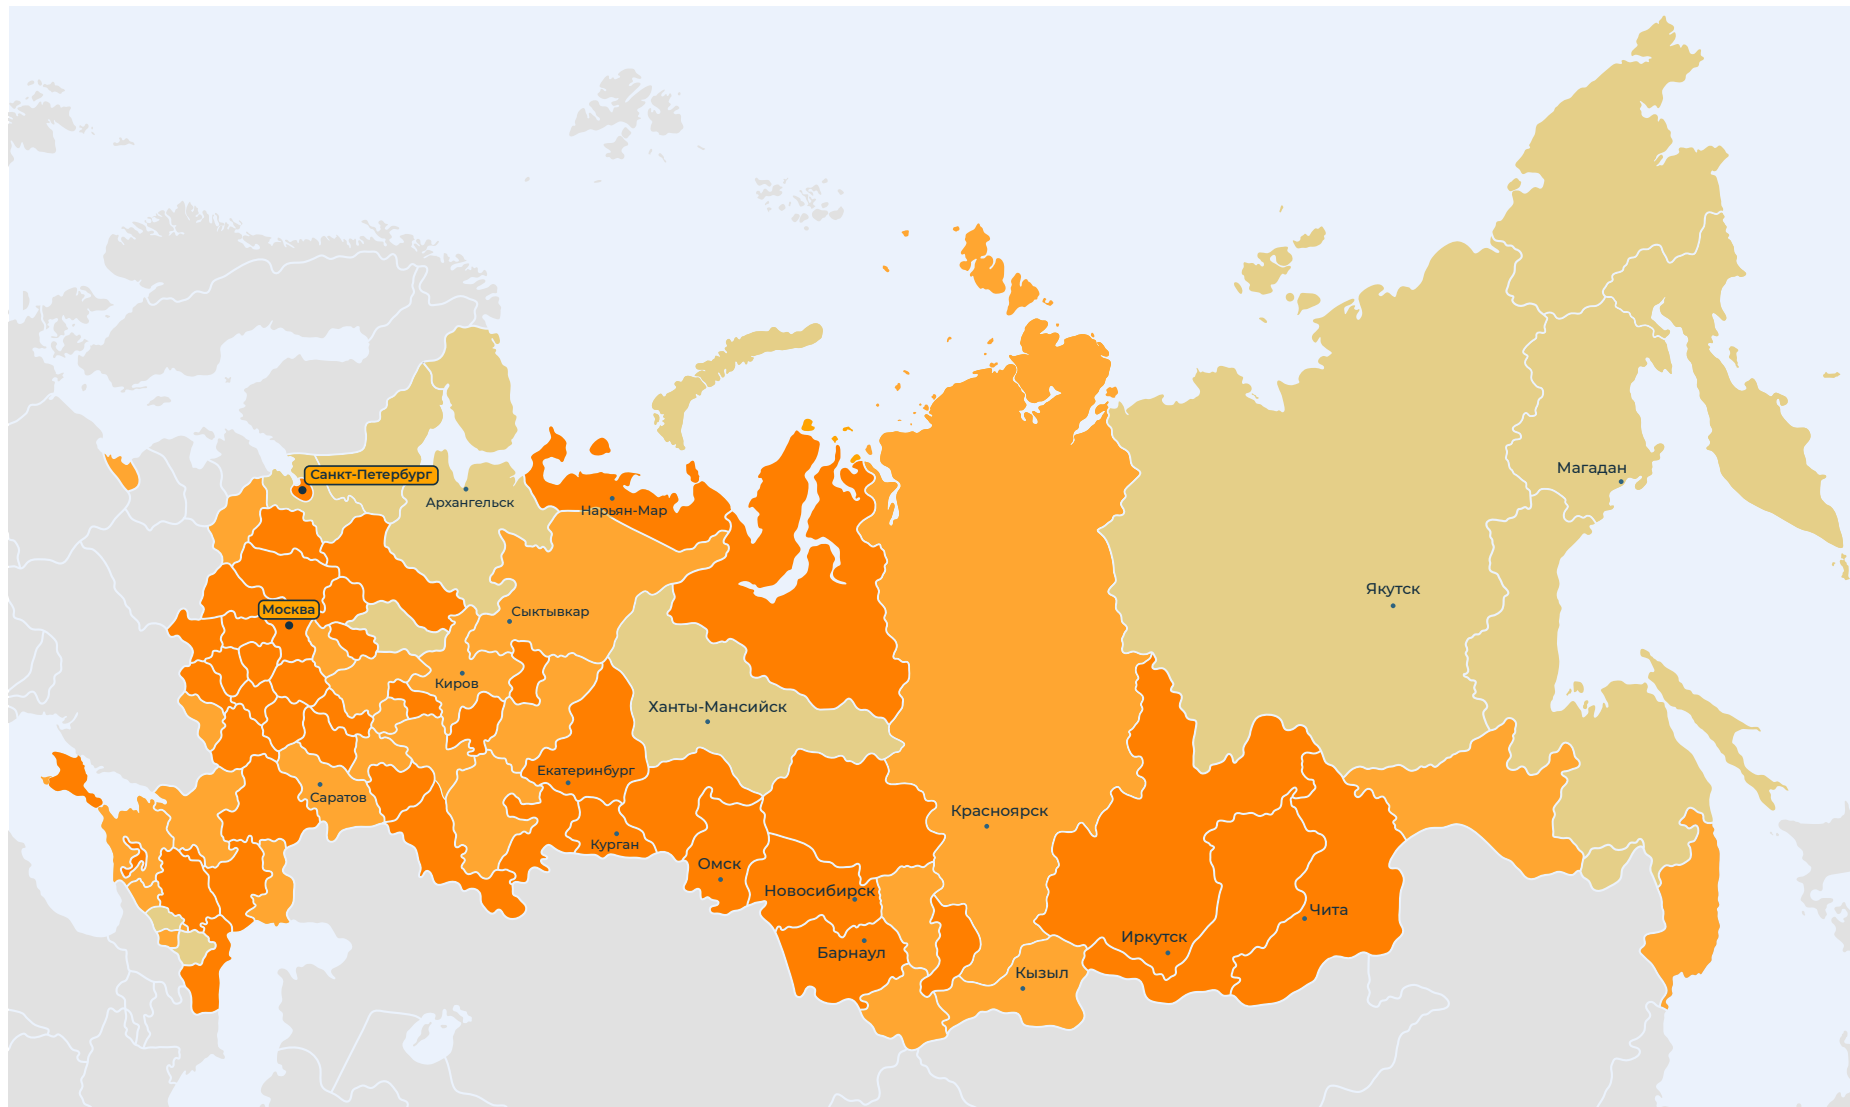 Магадан
Санкт-Петербург
Архангельск
Нарьян-Мар
Якутск
Москва
Сыктывкар
Киров
Ханты-Мансийск
Екатеринбург
Саратов
Красноярск
Курган
Омск
Новосибирск
Чита
Иркутск
Барнаул
Кызыл